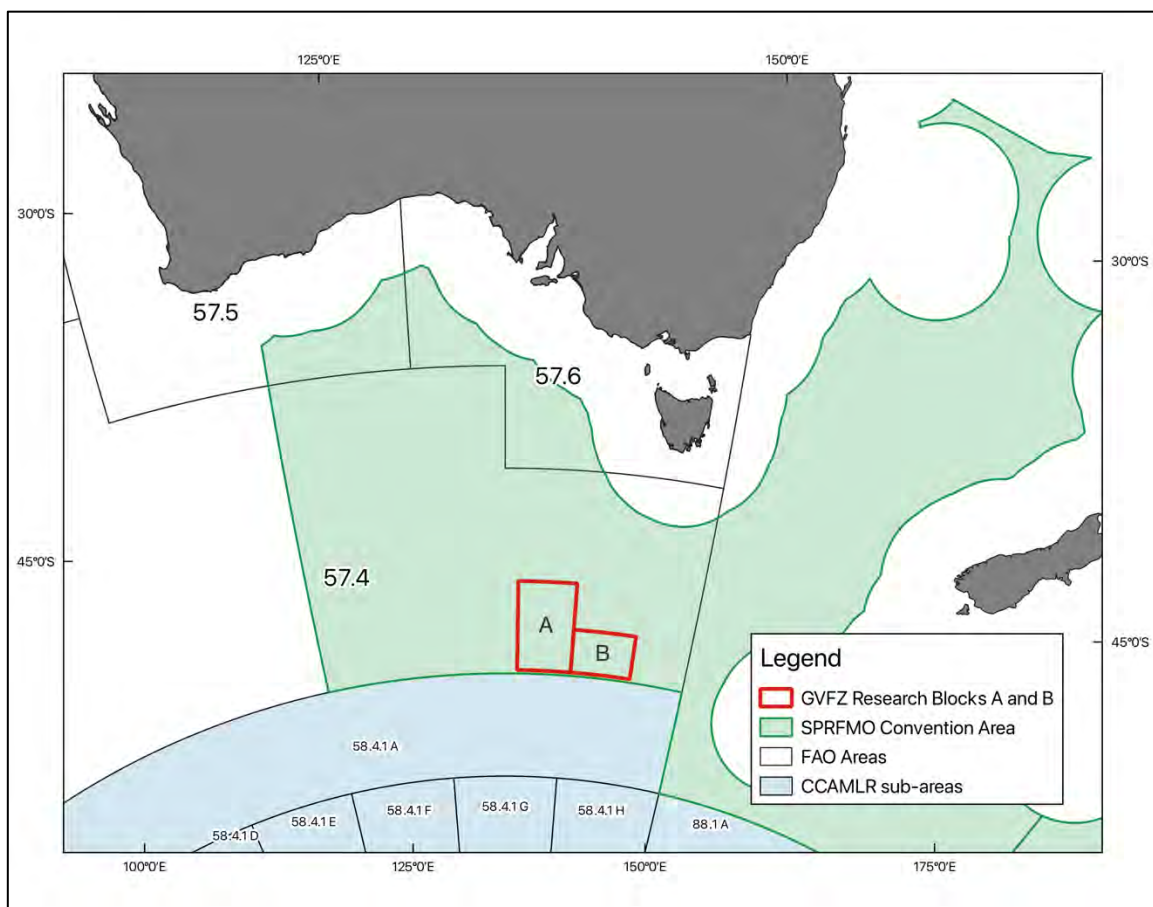 125°0'E
150°0'E
30°0'S
30°0'S
57.5
57.6
45°0'S
57.4
A
B
45°0'S
Legend
GVFZ Research Blocks A and B
SPRFMO Convention Area
FAO Areas
CCAMLR sub-areas
58.4.1 A
58.4.1 D
58.4.1 E
58.4.1 F
58.4.1 G
58.4.1 H
88.1 A
100°0'E
125°0'E
150°0'E
175°0'E